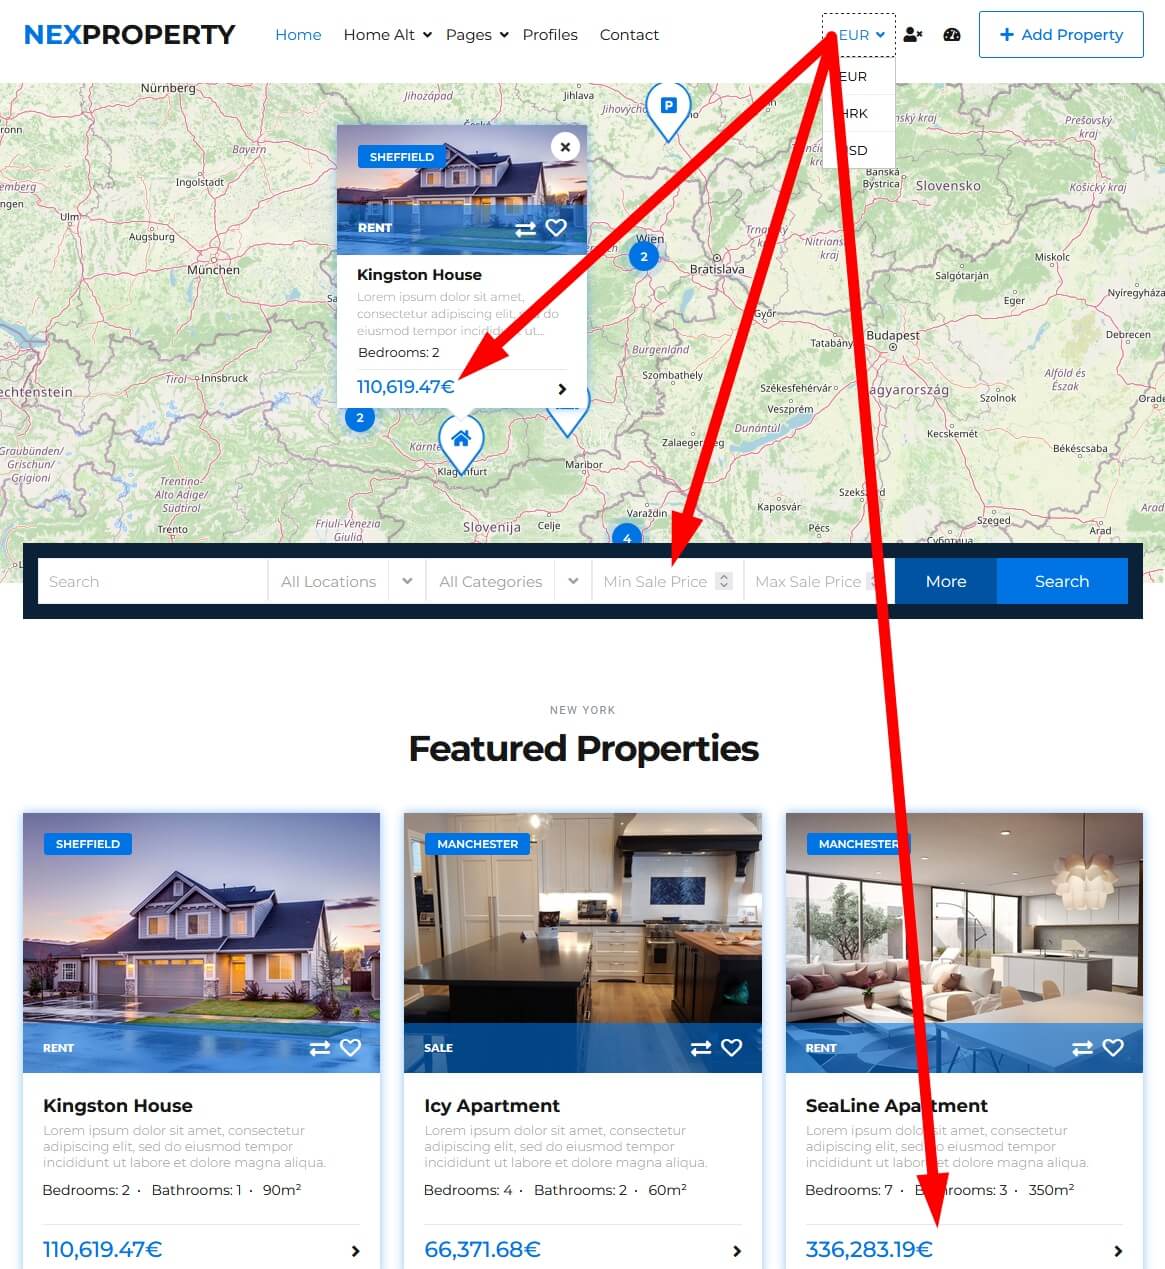 NEXPROPERTY
Home
Home Alt
Pages
Profiles
Contact
EUR
Add Property
EUR
HRK
Nürnberg
Jihozápad
Jihlava
Prešovský
kraj
Bayern
Ingolstadt
Banská
Bystrica
Slovensko
Košický kraj
Ulm
Augsburg
München
Wien
Bratislava
Trnavský
kraj
Nitriansky
kraj
Miskolc
Salgótarján
Eger
Nyíregyháza
SHEFFIELD
RENT
Kingston House
Lorem ipsum dolor sit amet,
consectetur adipiscing elit, sed do
eiusmod tempor incididunt ut...
Bedrooms: 2
110,619.47€
2
2
Győr
Tatabánya
Budapest
Debrecen
Burgenland
Szombathely
Tirol
Innsbruck
Székesfehérvár
Magyarország
Veszprém
Dunántúl
Alföld és
Észak
Szolnok
Kecskemét
Békéscsaba
Zalaegerszeg
Graubünden/
Grischun/
Grigioni
Trentino-
Alto Adige/
Südtirol
Trento
Klagenfurt
Maribor
Szekszárd
Kaposvár
Pécs
Varaždin
Szeged
Arad
Суботица
Friuli-Venezia
Giulia
Slovenija
Celje
4
Search
All Locations
All Categories
Min Sale Price
Max Sale Price
More
Search
NEW YORK
Featured Properties
SHEFFIELD
RENT
Kingston House
Lorem ipsum dolor sit amet, consectetur
adipiscing elit, sed do eiusmod tempor
incididunt ut labore et dolore magna aliqua.
Bedrooms: 2 · Bathrooms: 1 · 90m²
110,619.47€
MANCHESTER
SALE
Icy Apartment
Lorem ipsum dolor sit amet, consectetur
adipiscing elit, sed do eiusmod tempor
incididunt ut labore et dolore magna aliqua.
Bedrooms: 4 · Bathrooms: 2 · 60m²
66,371.68€
MANCHESTER
RENT
SeaLine Apartment
Lorem ipsum dolor sit amet, consectetur
adipiscing elit, sed do eiusmod tempor
incididunt ut labore et dolore magna aliqua.
Bedrooms: 7 · Bathrooms: 3 · 350m²
336,283.19€